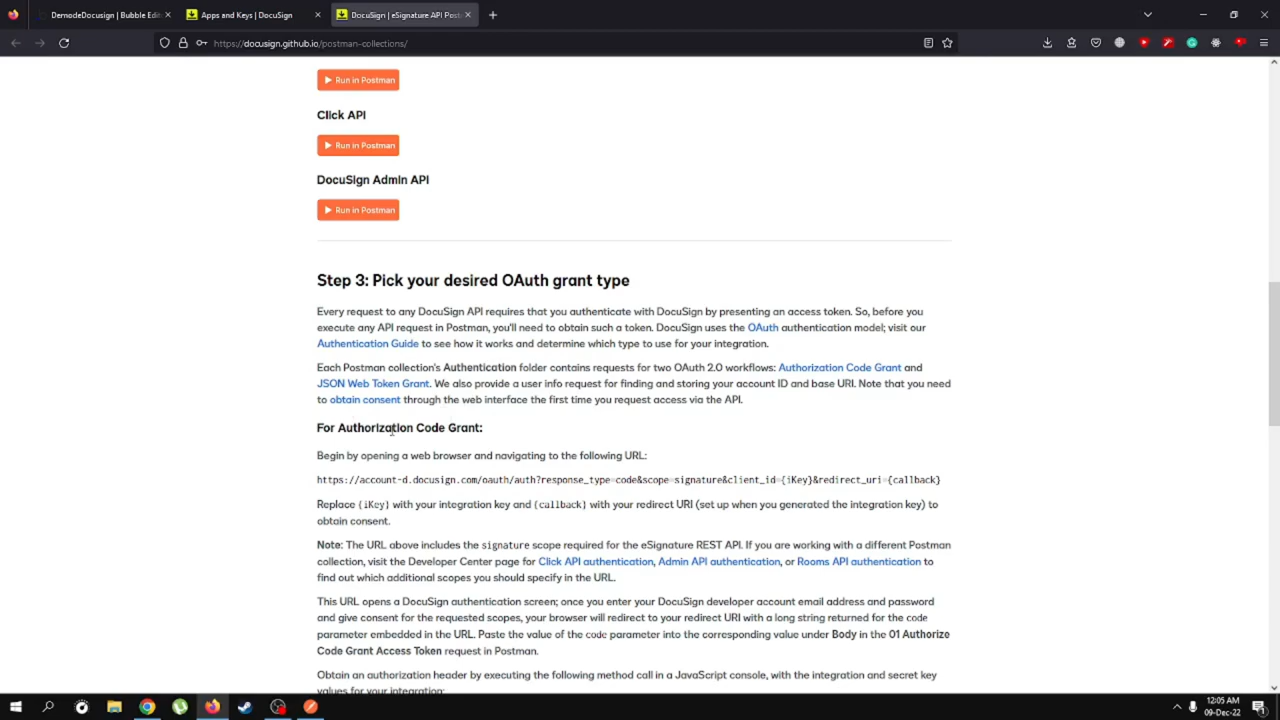 DemodeDocusign | Bubble Edi
Apps and Keys | DocuSign
DocuSign | eSignature API Post
https://docusign.github.io/postman-collections/
Run in Postman
Click API
Run in Postman
DocuSign Admin API
Run in Postman
Step 3: Pick your desired OAuth grant type
Every request to any DocuSign API requires that you authenticate with DocuSign by presenting an access token. So, before you
execute any API request in Postman, you'll need to obtain such a token. DocuSign uses the OAuth authentication model; visit our
Authentication Guide to see how it works and determine which type to use for your integration.
Each Postman collection's Authentication folder contains requests for two OAuth 2.0 workflows: Authorization Code Grant and
JSON Web Token Grant. We also provide a user info request for finding and storing your account ID and base URI. Note that you need
to obtain consent through the web interface the first time you request access via the API.
For Authorization Code Grant:
Begin by opening a web browser and navigating to the following URL:
https://account-d.docusign.com/oauth/auth?response_type=code&scope=signature&client_id={iKey}&redirect_uri={callback}
Replace {iKey} with your integration key and {callback} with your redirect URI (set up when you generated the integration key) to
obtain consent.
Note: The URL above includes the signature scope required for the eSignature REST API. If you are working with a different Postman
collection, visit the Developer Center page for Click API authentication, Admin API authentication, or Rooms API authentication to
find out which additional scopes you should specify in the URL.
This URL opens a DocuSign authentication screen; once you enter your DocuSign developer account email address and password
and give consent for the requested scopes, your browser will redirect to your redirect URI with a long string returned for the code
parameter embedded in the URL. Paste the value of the code parameter into the corresponding value under Body in the 01 Authorize
Code Grant Access Token request in Postman.
Obtain an authorization header by executing the following method call in a JavaScript console, with the integration and secret key
values for your integration:
12:05 AM
09-Dec-22